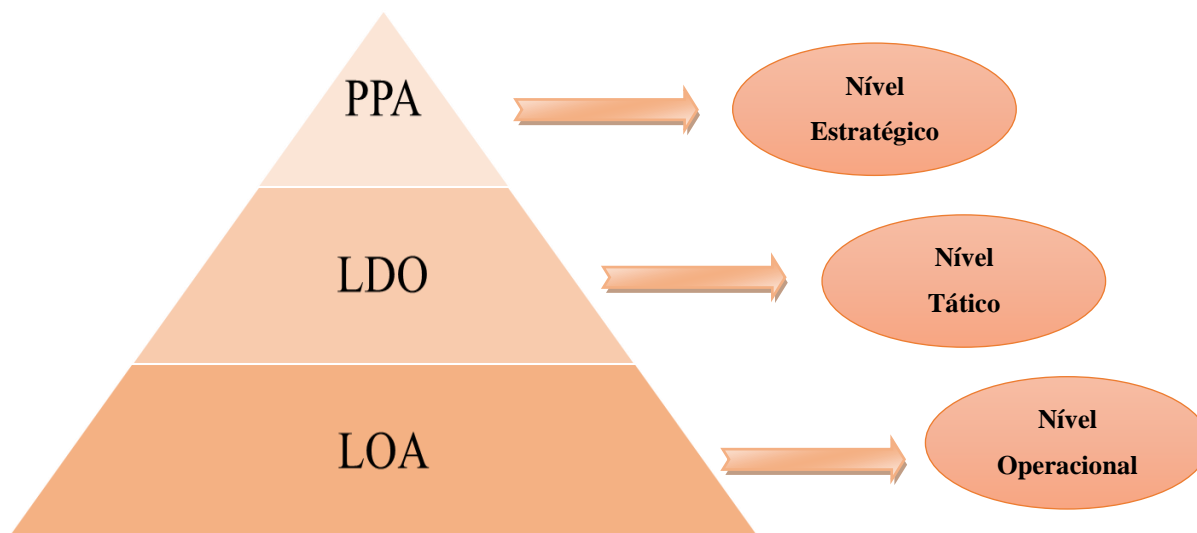 PPA
Nível
Estratégico
LDO
Nível
Tático
LOA
Nível
Operacional